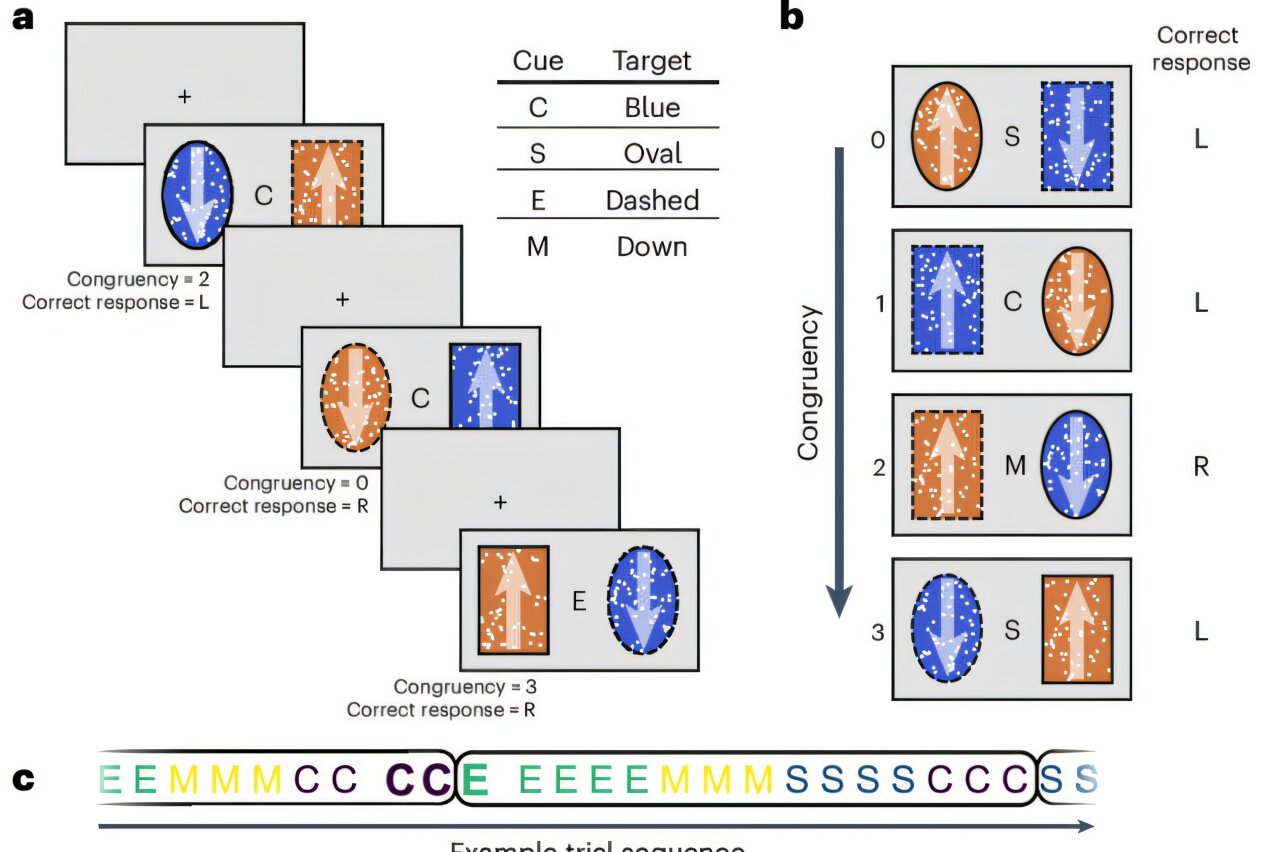 a
+
C
Congruency = 2
Correct response = L
+
C
Congruency = 0
Correct response = R
+
E
Congruency = 3
Correct response = R
Cue Target
C Blue
S Oval
E Dashed
M Down
b
Correct
response
Congruency
0 S L
1 C L
2 M R
3 S L
c
E E M M M C C C C E E E E E M M M S S S S C C C S S
Example trial sequence